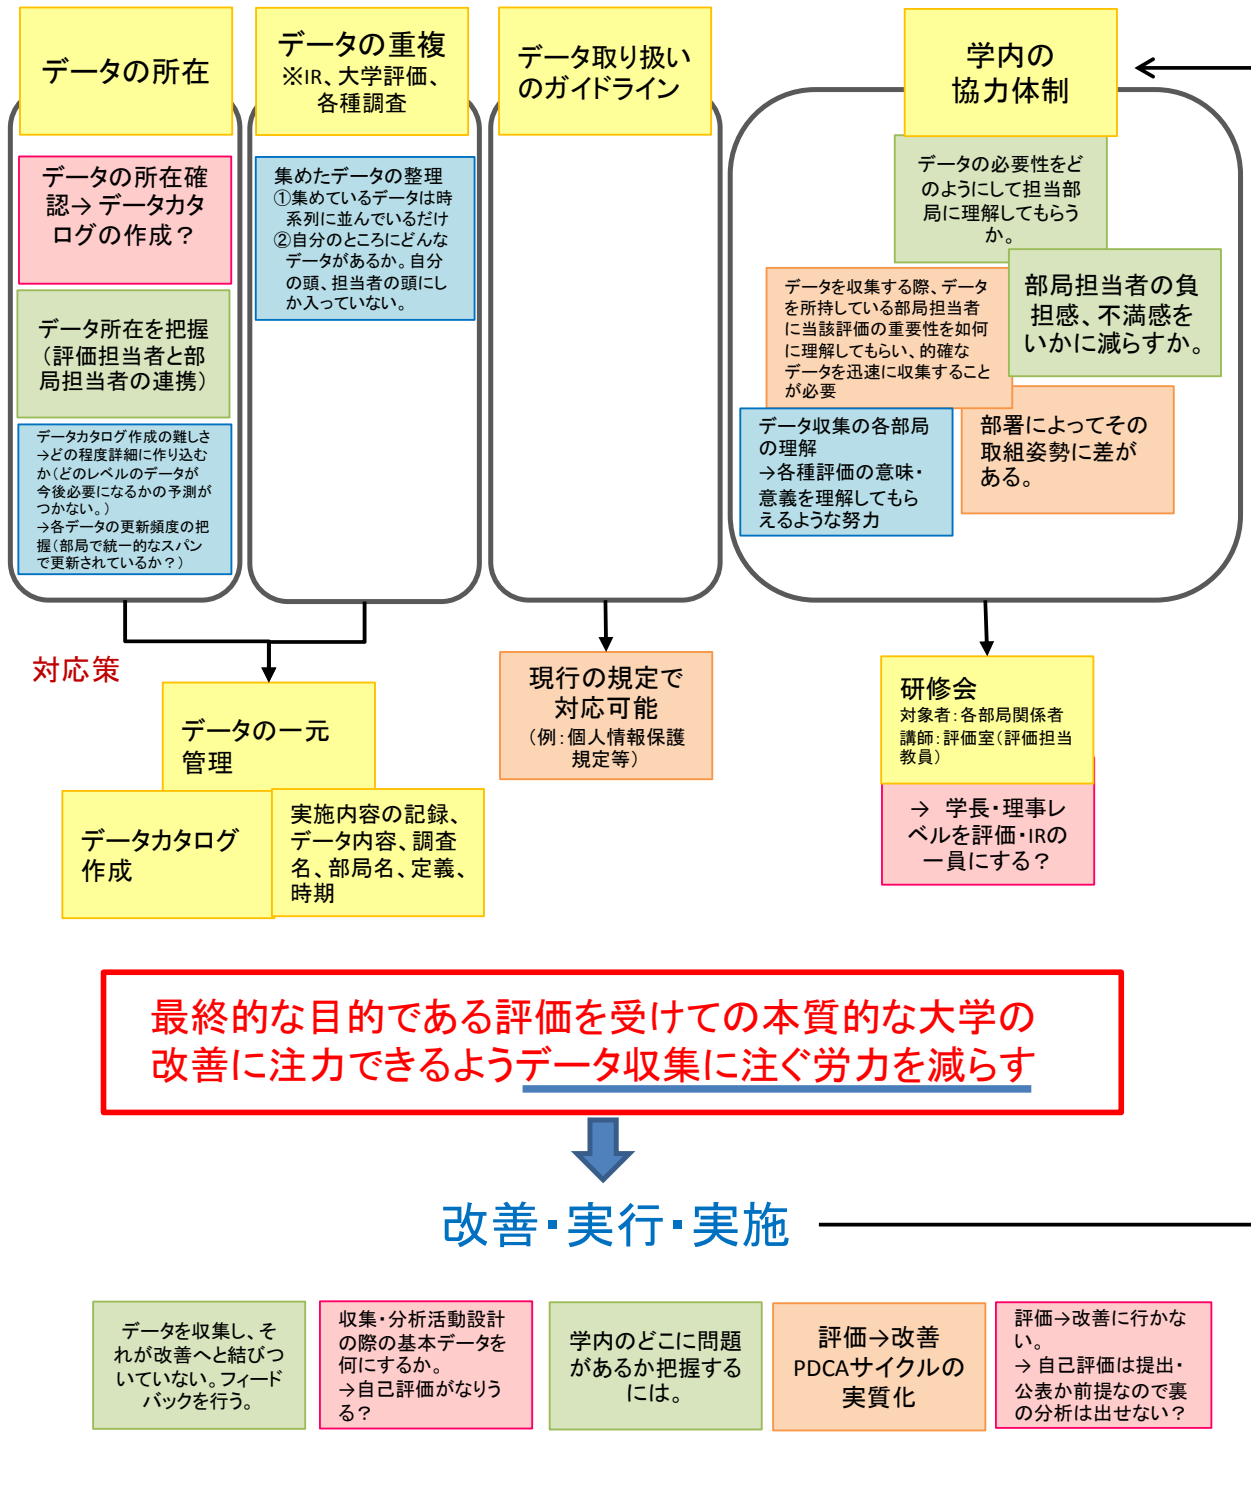 データの所在
データの重複
※IR、大学評価、
各種調査
データ取り扱い
のガイドライン
学内の
協力体制
データの所在確
認→ データカタ
ログの作成？
データ所在を把握
（評価担当者と部
局担当者の連携）
データカタログ作成の難しさ
→どの程度詳細に作り込む
か（どのレベルのデータが
今後必要になるかの予測が
つかない。）
→各データの更新頻度の把
握（部局で統一的なスパン
で更新されているか？）
集めたデータの整理
①集めているデータは時
系列に並んでいるだけ
②自分のところにどんな
データがあるか。自分
の頭、担当者の頭にし
か入っていない。
データの必要性をど
のようにして担当部
局に理解してもらう
か。
部局担当者の負
担感、不満感を
いかに減らすか。
データを収集する際、データ
を所持している部局担当者
に当該評価の重要性を如何
に理解してもらい、的確な
データを迅速に収集すること
が必要
部署によってその
取組姿勢に差が
ある。
データ収集の各部局
の理解
→各種評価の意味・
意義を理解してもら
えるような努力
対応策
データの一元
管理
データカタログ
作成
実施内容の記録、
データ内容、調査
名、部局名、定義、
時期
現行の規定で
対応可能
（例：個人情報保護
規定等）
研修会
対象者：各部局関係者
講師：評価室（評価担当
教員）
→ 学長・理事レ
ベルを評価・IRの
一員にする？
最終的な目的である評価を受けての本質的な大学の
改善に注力できるようデータ収集に注ぐ労力を減らす
改善・実行・実施
データを収集し、そ
れが改善へと結びつ
いていない。フィード
バックを行う。
収集・分析活動設計
の際の基本データを
何にするか。
→自己評価がなりう
る？
学内のどこに問題
があるか把握する
には。
評価→改善
PDCAサイクルの
実質化
評価→改善に行かな
い。
→ 自己評価は提出・
公表か前提なので裏
の分析は出せない？